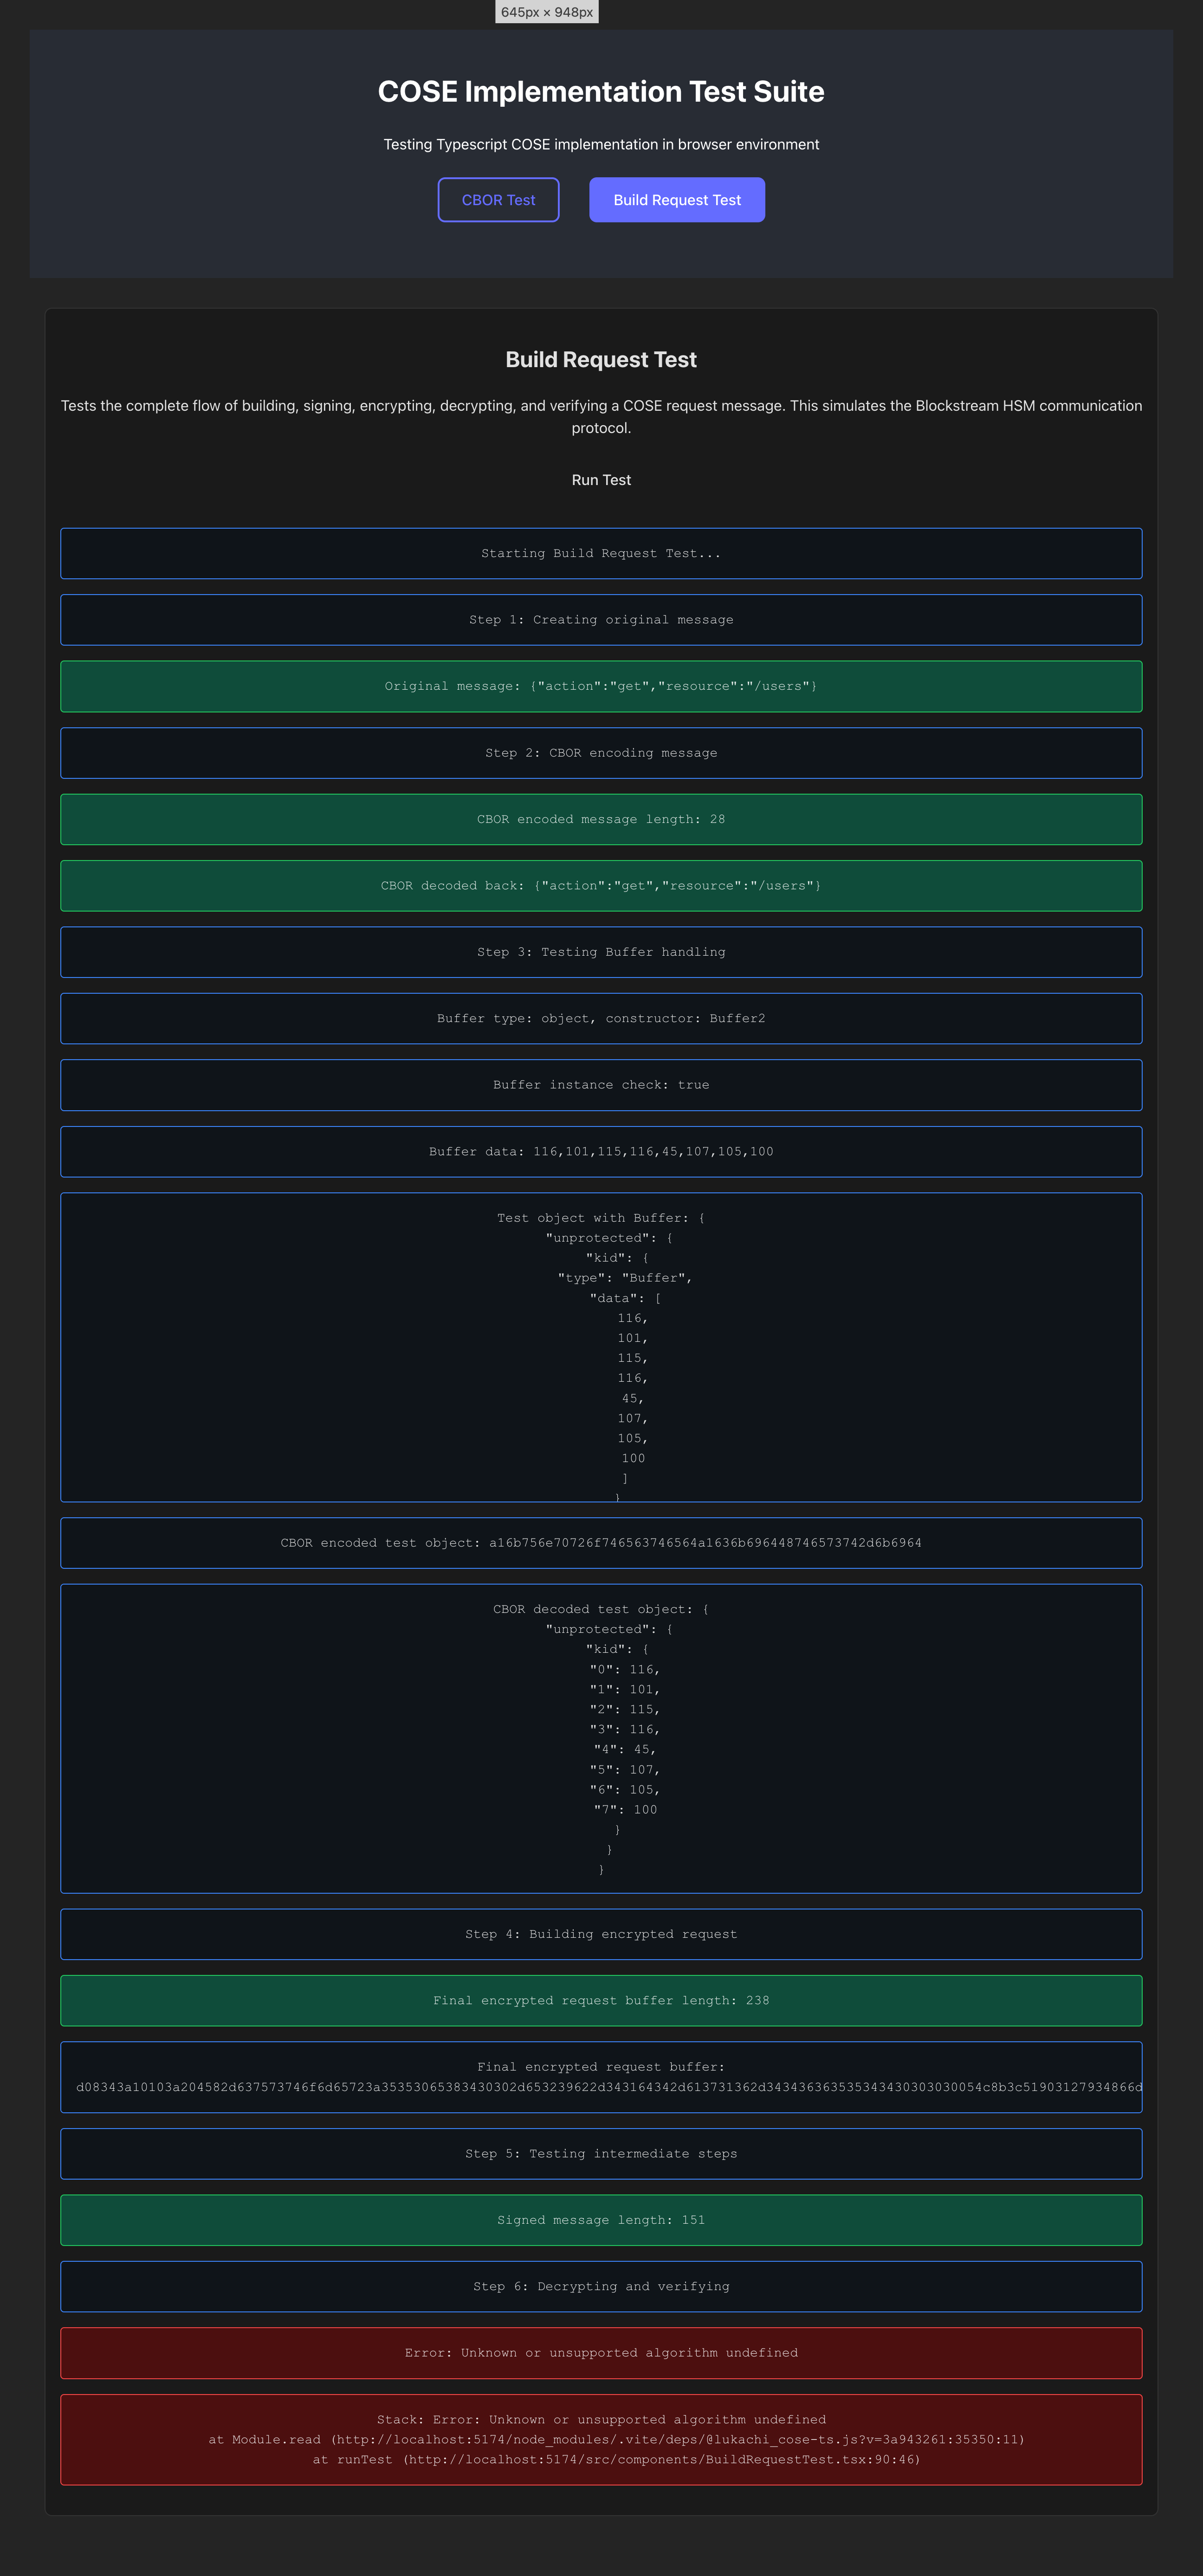 645px × 948px
COSE Implementation Test Suite
Testing Typescript COSE implementation in browser environment
CBOR Test
Build Request Test
Build Request Test
Tests the complete flow of building, signing, encrypting, decrypting, and verifying a COSE request message. This simulates the Blockstream HSM communication
protocol.
Run Test
Starting Build Request Test...
Step 1: Creating original message
Original message: {"action":"get","resource":"/users"}
Step 2: CBOR encoding message
CBOR encoded message length: 28
CBOR decoded back: {"action":"get","resource":"/users"}
Step 3: Testing Buffer handling
Buffer type: object, constructor: Buffer2
Buffer instance check: true
Buffer data: 116,101,115,116,45,107,105,100
Test object with Buffer: {
"unprotected": {
"kid": {
"type": "Buffer",
"data": [
116,
101,
115,
116,
45,
107,
105,
100
]
}
CBOR encoded test object: a16b756e70726f746563746564a1636b696448746573742d6b6964
CBOR decoded test object: {
"unprotected": {
"kid": {
"0": 116,
"1": 101,
"2": 115,
"3": 116,
"4": 45,
"5": 107,
"6": 105,
"7": 100
}
}
}
Step 4: Building encrypted request
Final encrypted request buffer length: 238
Final encrypted request buffer:
Step 5: Testing intermediate steps
Signed message length: 151
Step 6: Decrypting and verifying
Error: Unknown or unsupported algorithm undefined
Stack: Error: Unknown or unsupported algorithm undefined
at Module.read (http://localhost:5174/node_modules/.vite/deps/@lukachi_cose-ts.js?v=3a943261:35350:11)
at runTest (http://localhost:5174/src/components/BuildRequestTest.tsx:90:46)